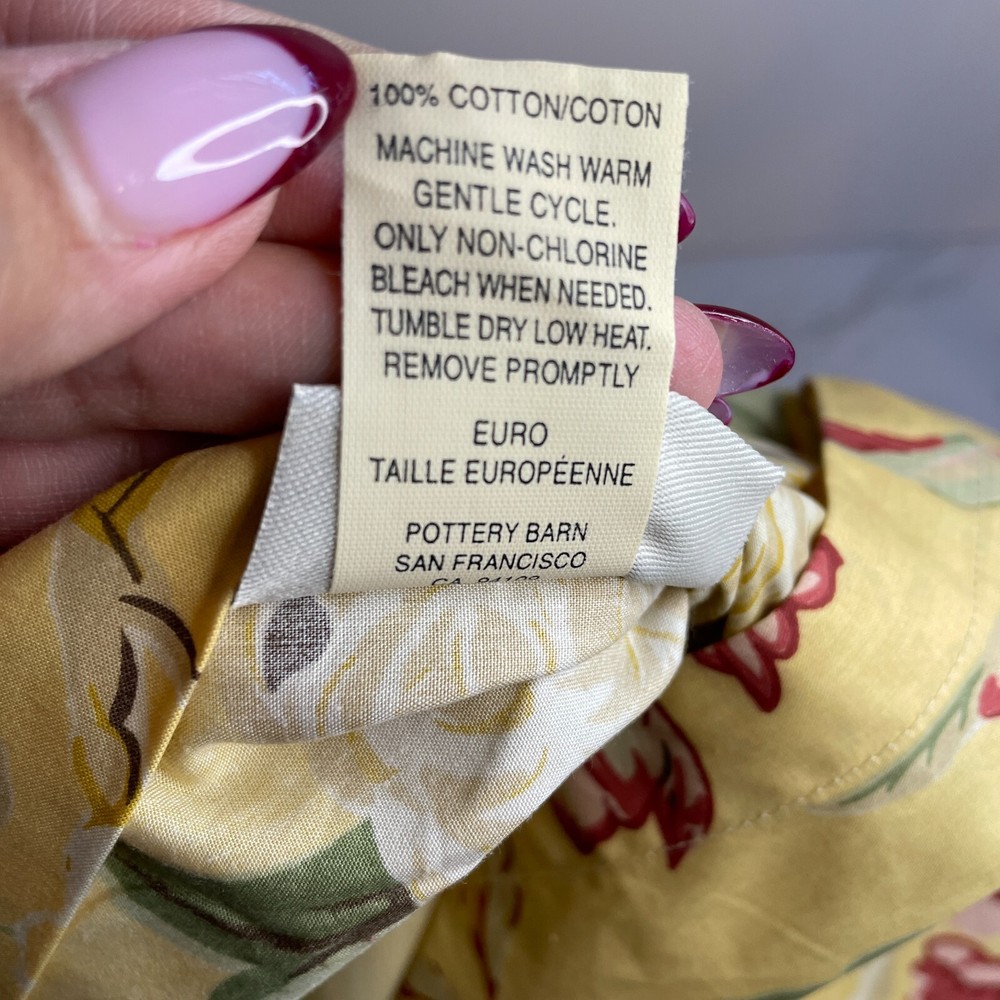 100% COTTON/COTON
MACHINE WASH WARM
GENTLE CYCLE.
ONLY NON-CHLORINE
BLEACH WHEN NEEDED.
TUMBLE DRY LOW HEAT.
REMOVE PROMPTLY
EURO
TAILLE EUROPÉENNE
POTTERY BARN
SAN FRANCISCO
CA